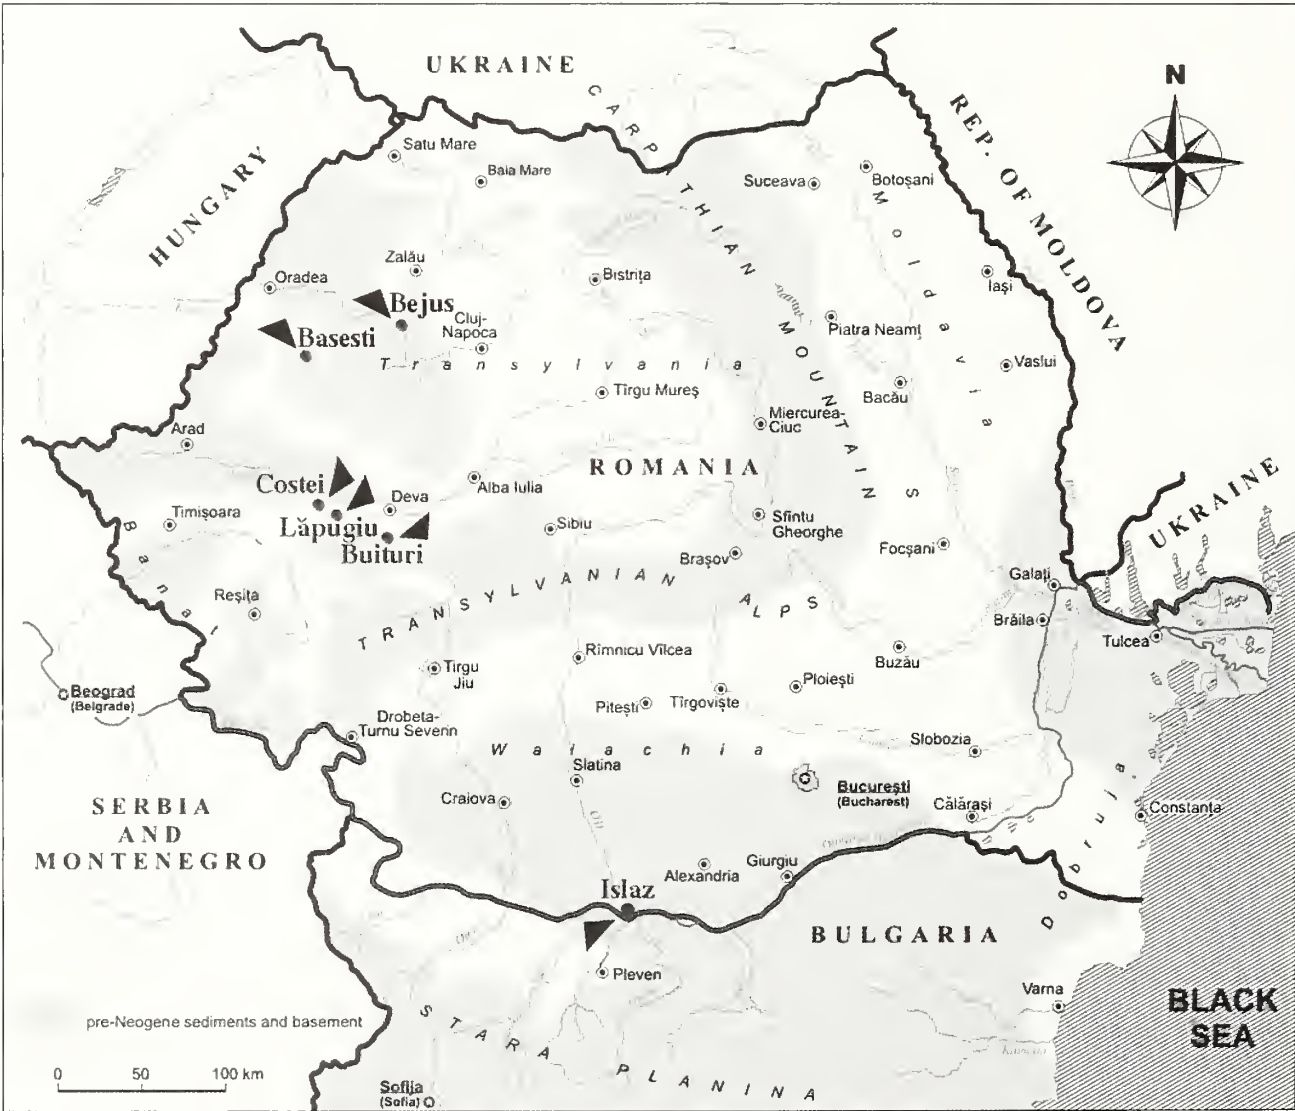 UKRAINE
CARPATHIAN MOUNTAINS
N
REP. OF MOLDOVA
HUNGARY
Satu Mare
Baia Mare
Suceava
Botoşani
Moldavia
Zalău
Oradea
Bistriţa
Iaşi
Bejus
Basesti
Cluj-
Napoca
Piatra Neamţ
Transylvania
Vaslui
Tîrgu Mureş
Bacău
Miercurea-
Ciuc
Arad
ROMANIA
UKRAINE
Costei
Deva
Alba Iulia
Timişoara
Lăpugiu
Buituri
Sibiu
Sfîntu
Gheorghe
Banat
Braşov
Focşani
TRANSYLVANIAN ALPS
Galaţi
Reşiţa
Brăila
Tulcea
Rîmnicu Vîlcea
Buzău
Tîrgu
Jiu
Ploieşti
Beograd
(Belgrade)
Piteşti
Tîrgovişte
Drobeta-
Turnu Severin
Walachia
Slobozia
Slatina
Bucureşti
(Bucharest)
Craiova
Călăraşi
Constanţa
Dobruja
SERBIA
AND
MONTENEGRO
Olt
Alexandria
Giurgiu
Islaz
BULGARIA
Pleven
Varna
BLACK
SEA
pre-Neogene sediments and basement
STARA PLANINA
0 50 100 km
Sofija
(Sofia)